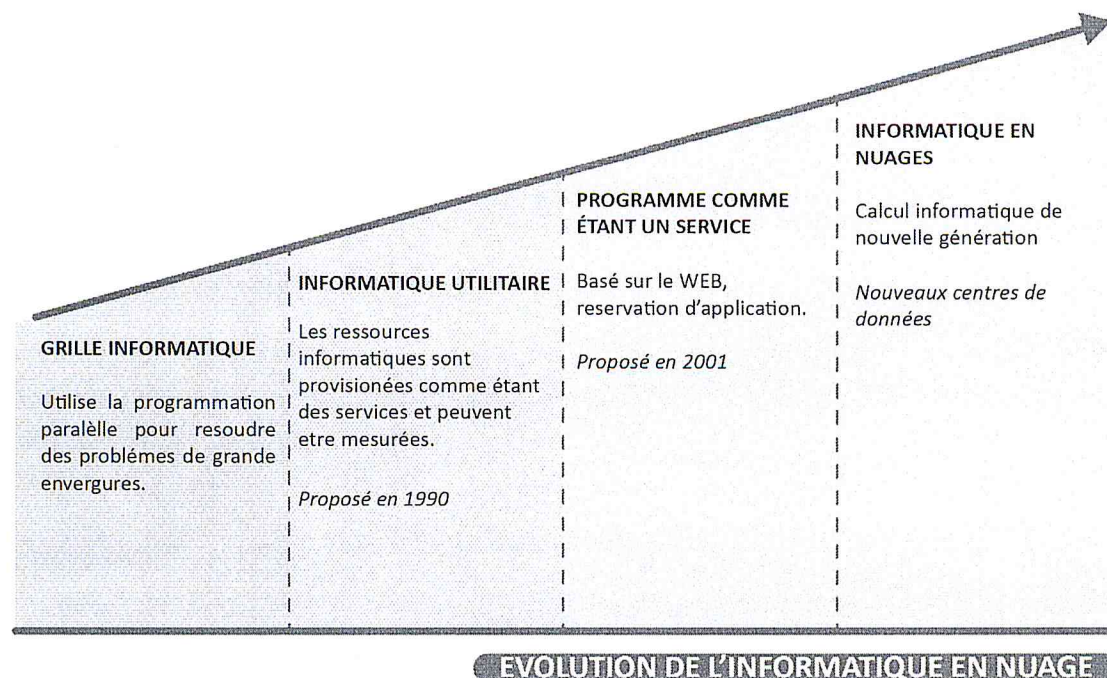 GRILLE INFORMATIQUE
Utilise la programmation
paralèlle pour resoudre
des problémes de grande
envergures.
INFORMATIQUE UTILITAIRE
Les ressources
informatiques sont
provisionées comme étant
des services et peuvent
etre mesurées.
Proposé en 1990
PROGRAMME COMME
ÉTANT UN SERVICE
Basé sur le WEB,
reservation d'application.
Proposé en 2001
INFORMATIQUE EN
NUAGES
Calcul informatique de
nouvelle génération
Nouveaux centres de
données
EVOLUTION DE L'INFORMATIQUE EN NUAGE